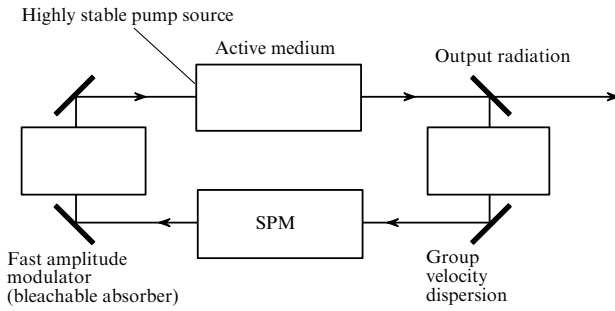 Highly stable pump source
Active medium
Output radiation
SPM
Fast amplitude
modulator
(bleachable absorber)
Group
velocity
dispersion